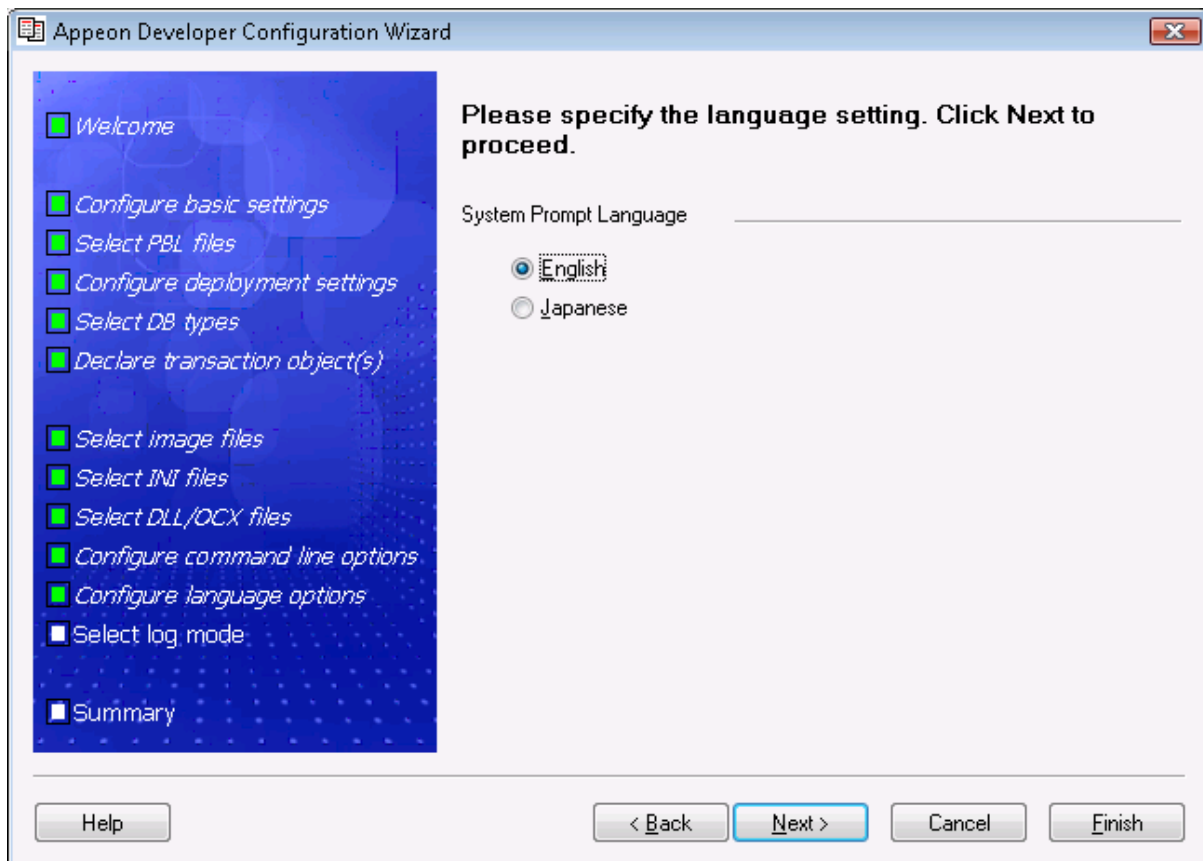 Appeon Developer Configuration Wizard
Welcome
Configure basic settings
Select PBL files
Configure deployment settings
Select DB types
Declare transaction object(s)
Select image files
Select INI files
Select DLL/OCX files
Configure command line options
Configure language options
Select log mode
Summary
Please specify the language setting. Click Next to
proceed.
System Prompt Language
English
Japanese
Help
< Back
Next >
Cancel
Finish